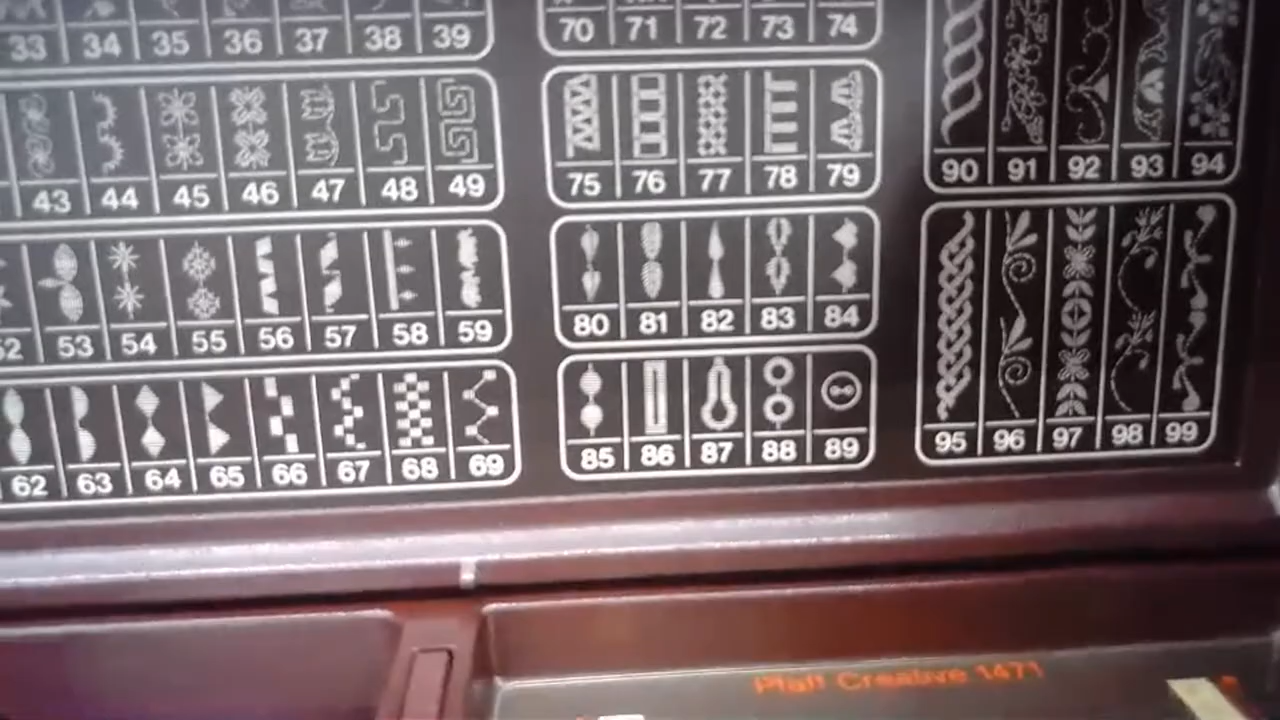 33 34 35 36 37 38 39
70 71 72 73 74
43 44 45 46 47 48 49
75 76 77 78 79
90 91 92 93 94
52 53 54 55 56 57 58 59
80 81 82 83 84
62 63 64 65 66 67 68 69
85 86 87 88 89
95 96 97 98 99
Pfaff Creative 1471